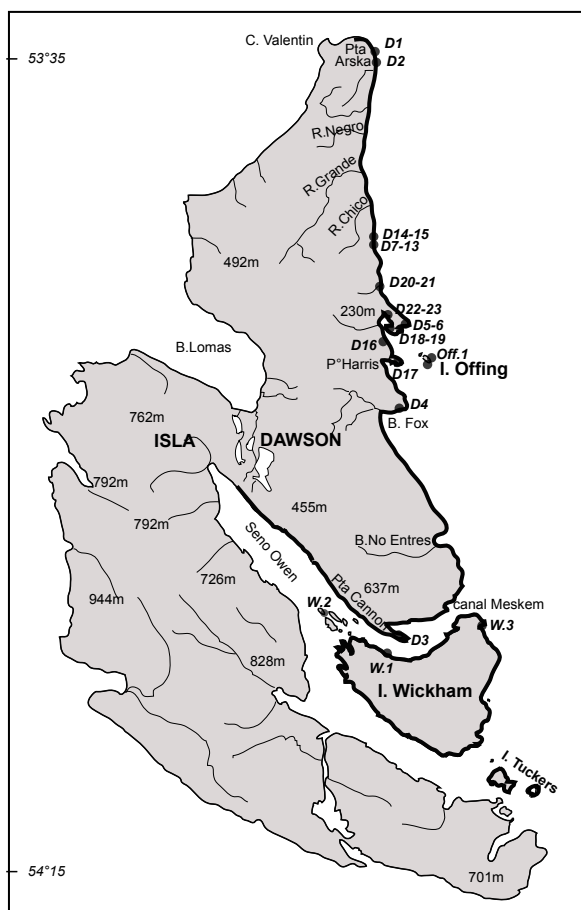 C. Valentin
Pta
Arska
D1
D2
53°35
R.Negro
R.Grande
R.Chico
D14-15
D7-13
492m
D20-21
230m
D22-23
D5-6
D18-19
D16
B.Lomas
P°Harris
D17
Off.1
I. Offing
D4
762m
B. Fox
ISLA
DAWSON
792m
455m
792m
Seno Owen
B.No Entres
726m
637m
944m
Pta Cannon
canal Meskem
W.2
D3
W.3
828m
W.1
I. Wickham
I. Tuckers
54°15
701m